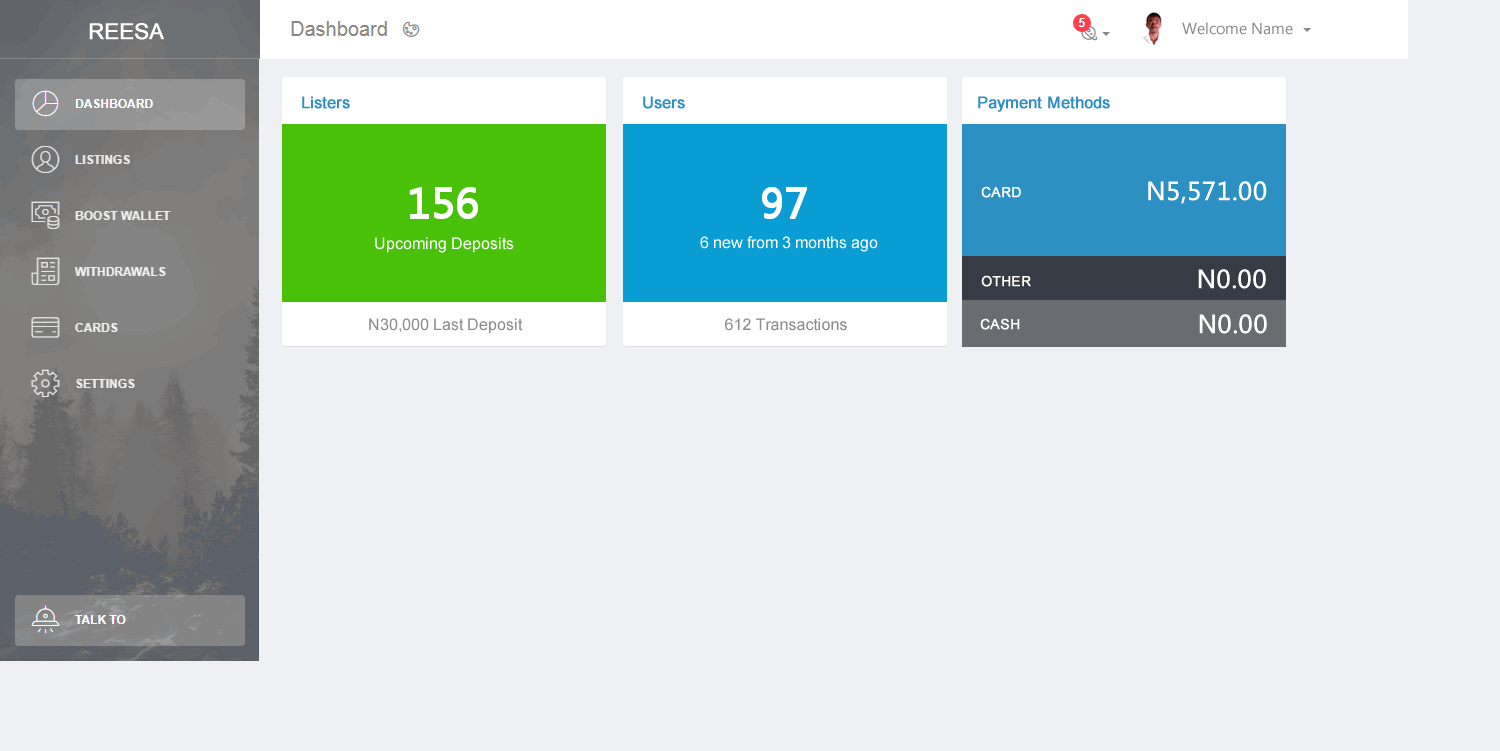 REESA
Dashboard
5
Welcome Name
DASHBOARD
LISTINGS
BOOST WALLET
WITHDRAWALS
CARDS
SETTINGS
TALK TO
Listers
156
Upcoming Deposits
N30,000 Last Deposit
Users
97
6 new from 3 months ago
612 Transactions
Payment Methods
CARD N5,571.00
OTHER N0.00
CASH N0.00